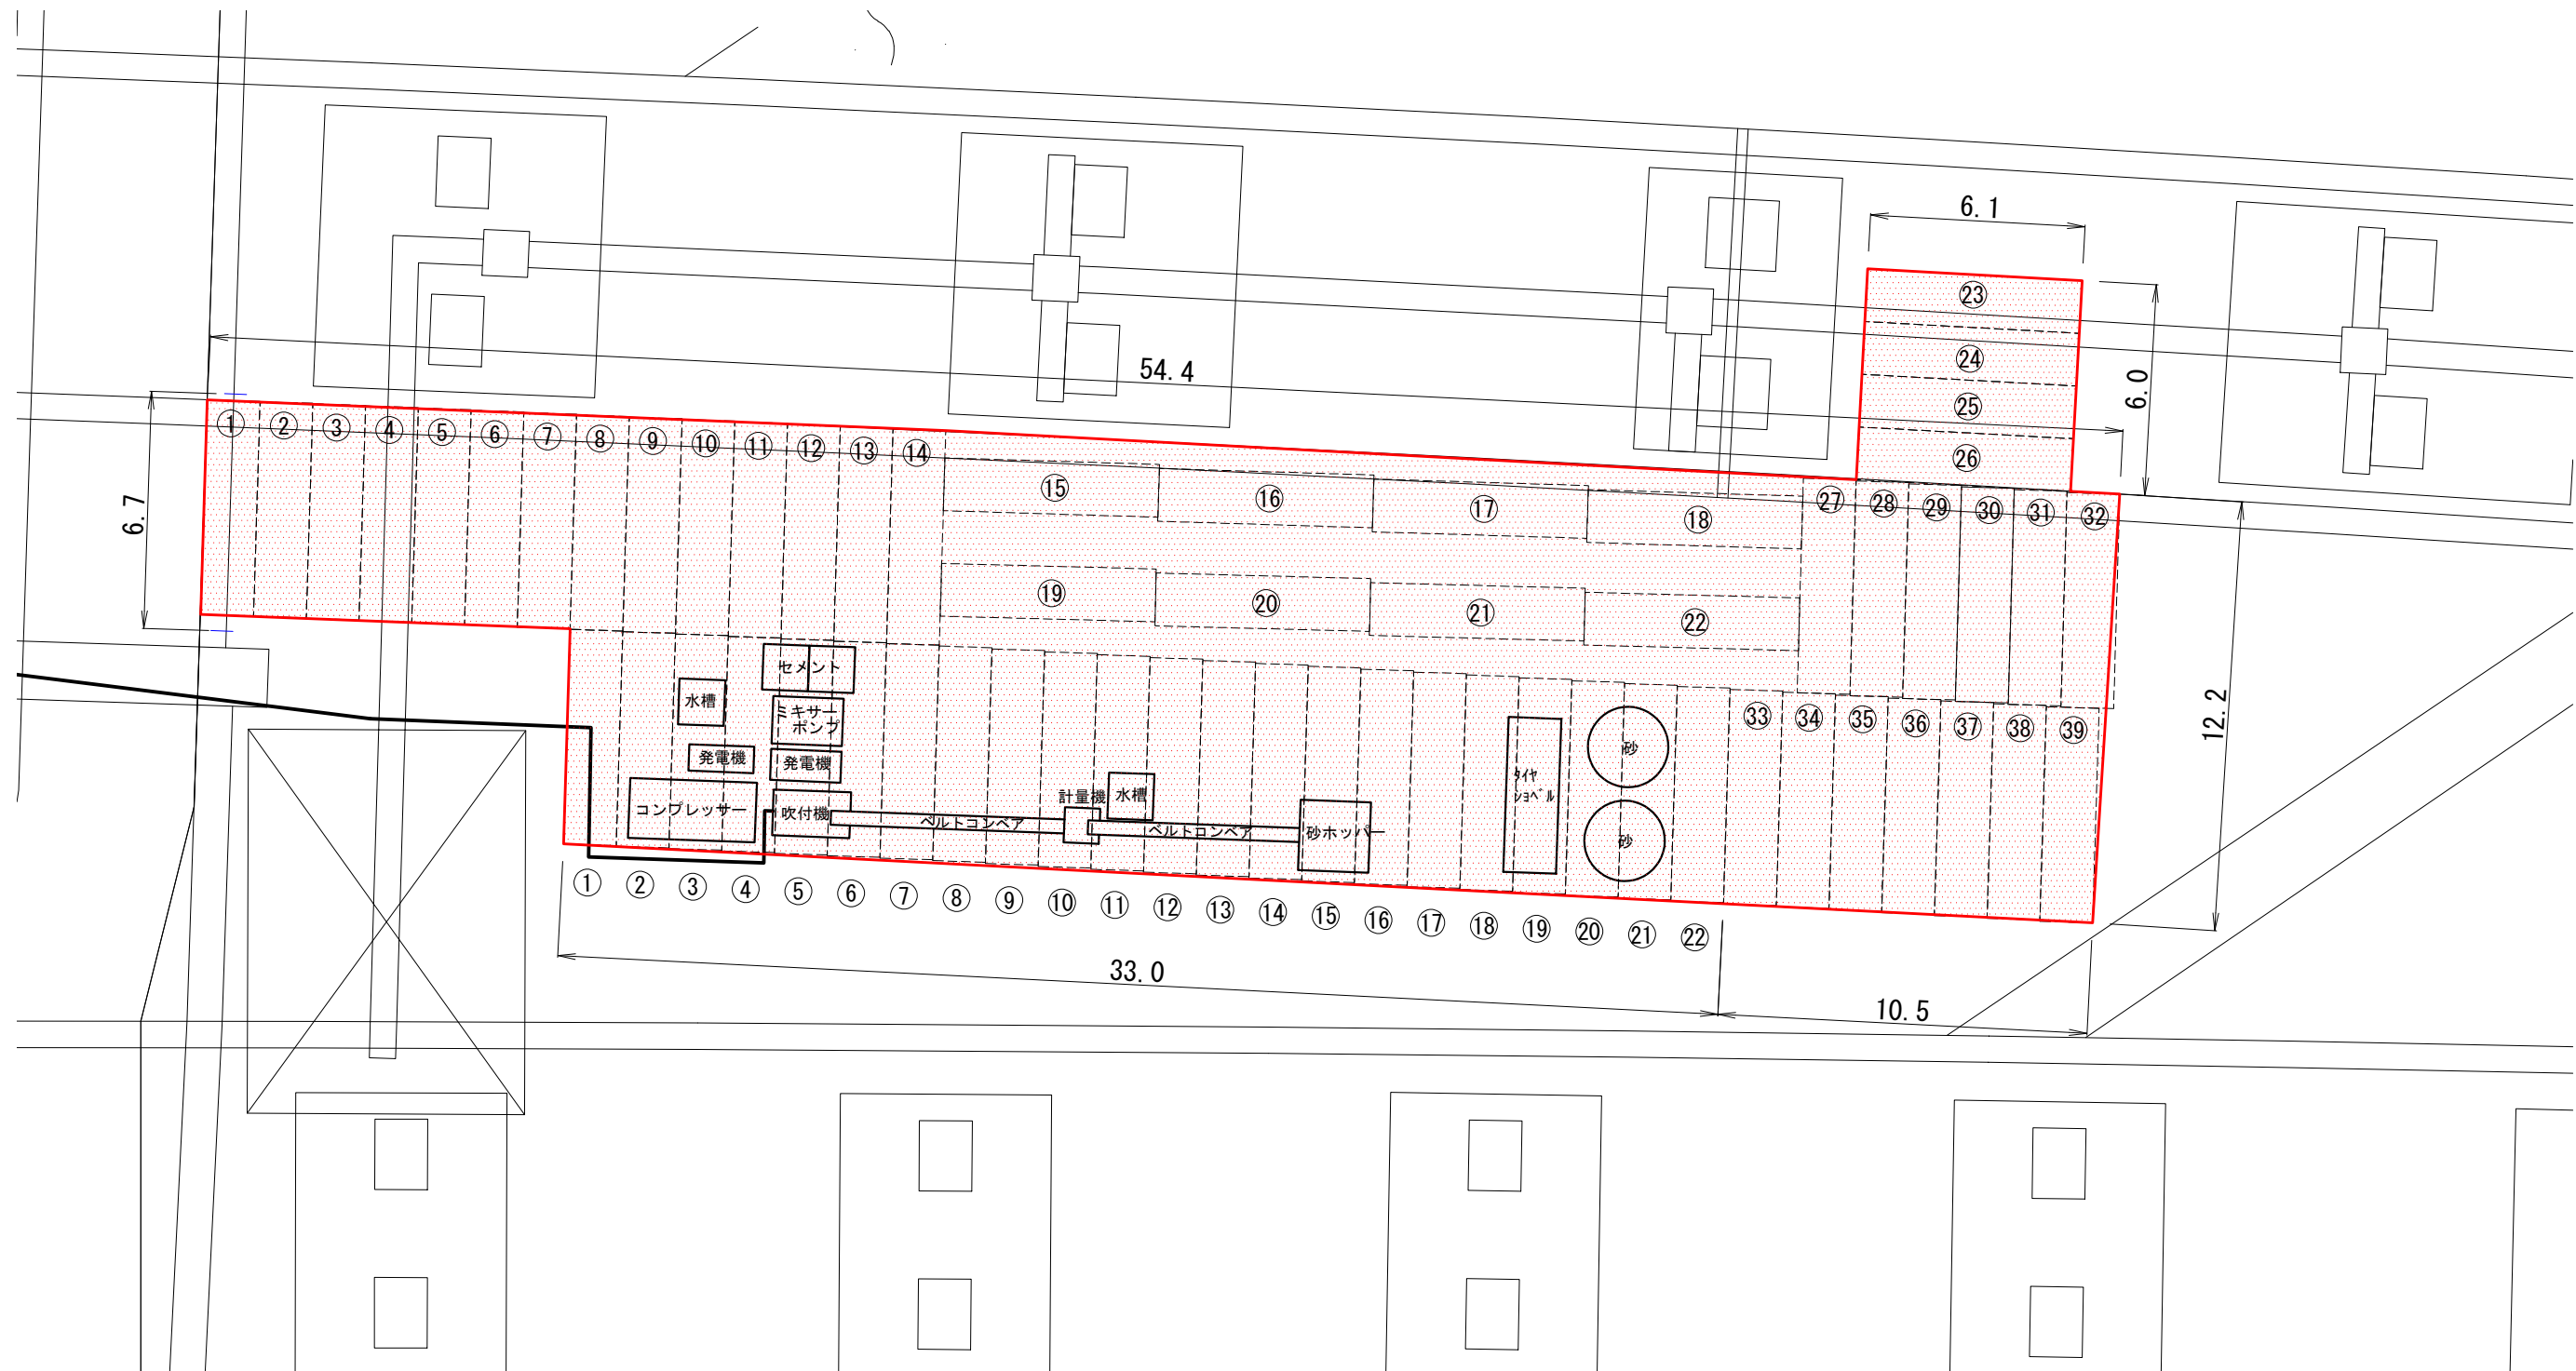 6.1
㉓
54.4
㉔
6.0
㉕
① ② ③ ④ ⑤ ⑥ ⑦ ⑧ ⑨ ⑩ ⑪ ⑫ ⑬ ⑭
㉖
6.7
⑮ ⑯ ⑰ ⑱
㉗ ㉘ ㉙ ㉚ ㉛ ㉜
⑲ ⑳ ㉑ ㉒
セメント
水槽
ミキサー
ポンプ
発電機
発電機
コンプレッサー
吹付機
ベルトコンベア
計量機
水槽
ベルトコンベア
砂ホッパー
タイヤ
ショベル
砂
砂
㉝ ㉞ ㉟ ㊱ ㊲ ㊳ ㊴
12.2
① ② ③ ④ ⑤ ⑥ ⑦ ⑧ ⑨ ⑩ ⑪ ⑫ ⑬ ⑭ ⑮ ⑯ ⑰ ⑱ ⑲ ⑳ ㉑ ㉒
33.0
10.5